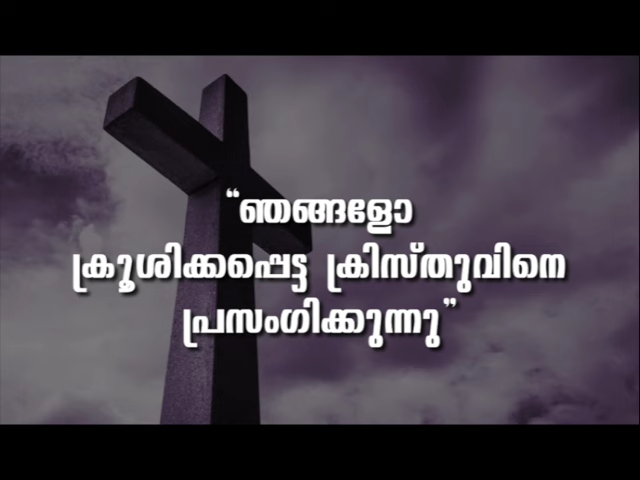 “ഞങ്ങളോ
ക്രൂശിക്കപ്പെട്ട ക്രിസ്തുവിനെ
പ്രസംഗിക്കുന്നു”